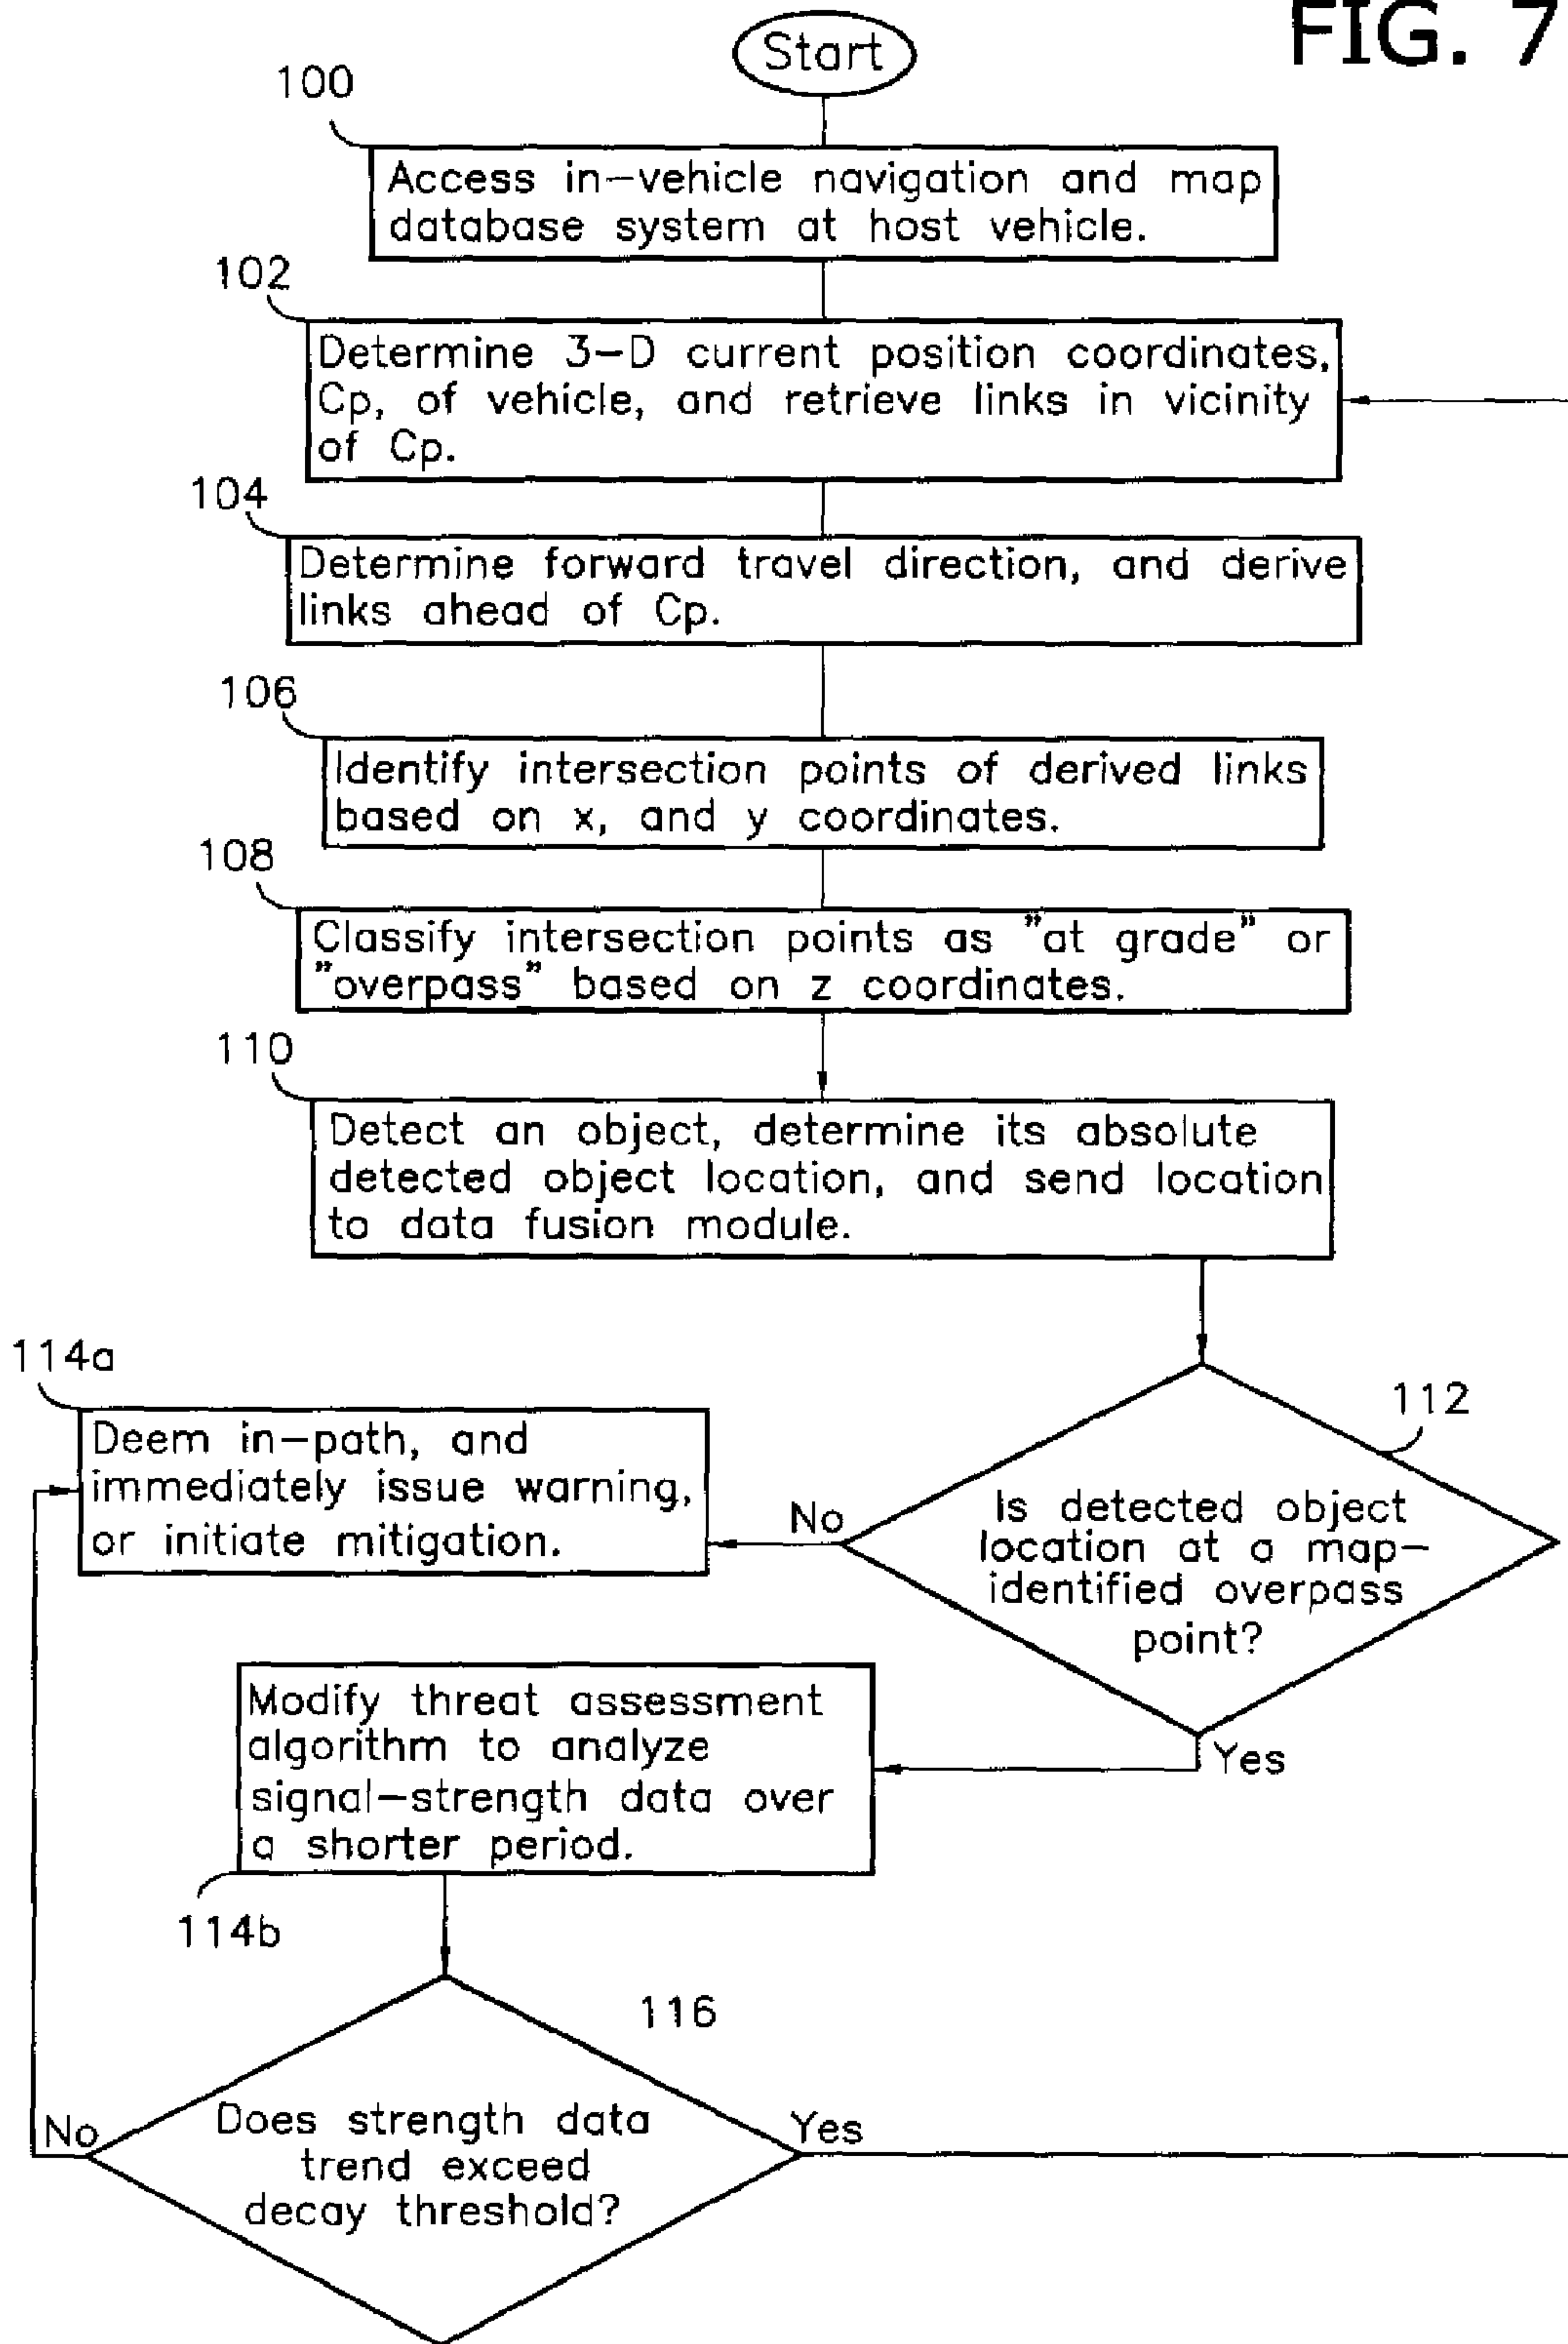 FIG. 7
Start
100
Access in-vehicle navigation and map
database system at host vehicle.
102
Determine 3-D current position coordinates,
Cp, of vehicle, and retrieve links in vicinity
of Cp.
104
Determine forward travel direction, and derive
links ahead of Cp.
106
Identify intersection points of derived links
based on x, and y coordinates.
108
Classify intersection points as "at grade" or
"overpass" based on z coordinates.
110
Detect an object, determine its absolute
detected object location, and send location
to data fusion module.
114a
Deem in-path, and
immediately issue warning,
or initiate mitigation.
No
112
Is detected object
location at a map-
identified overpass
point?
Yes
Modify threat assessment
algorithm to analyze
signal-strength data over
a shorter period.
114b
116
No
Does strength data
trend exceed
decay threshold?
Yes